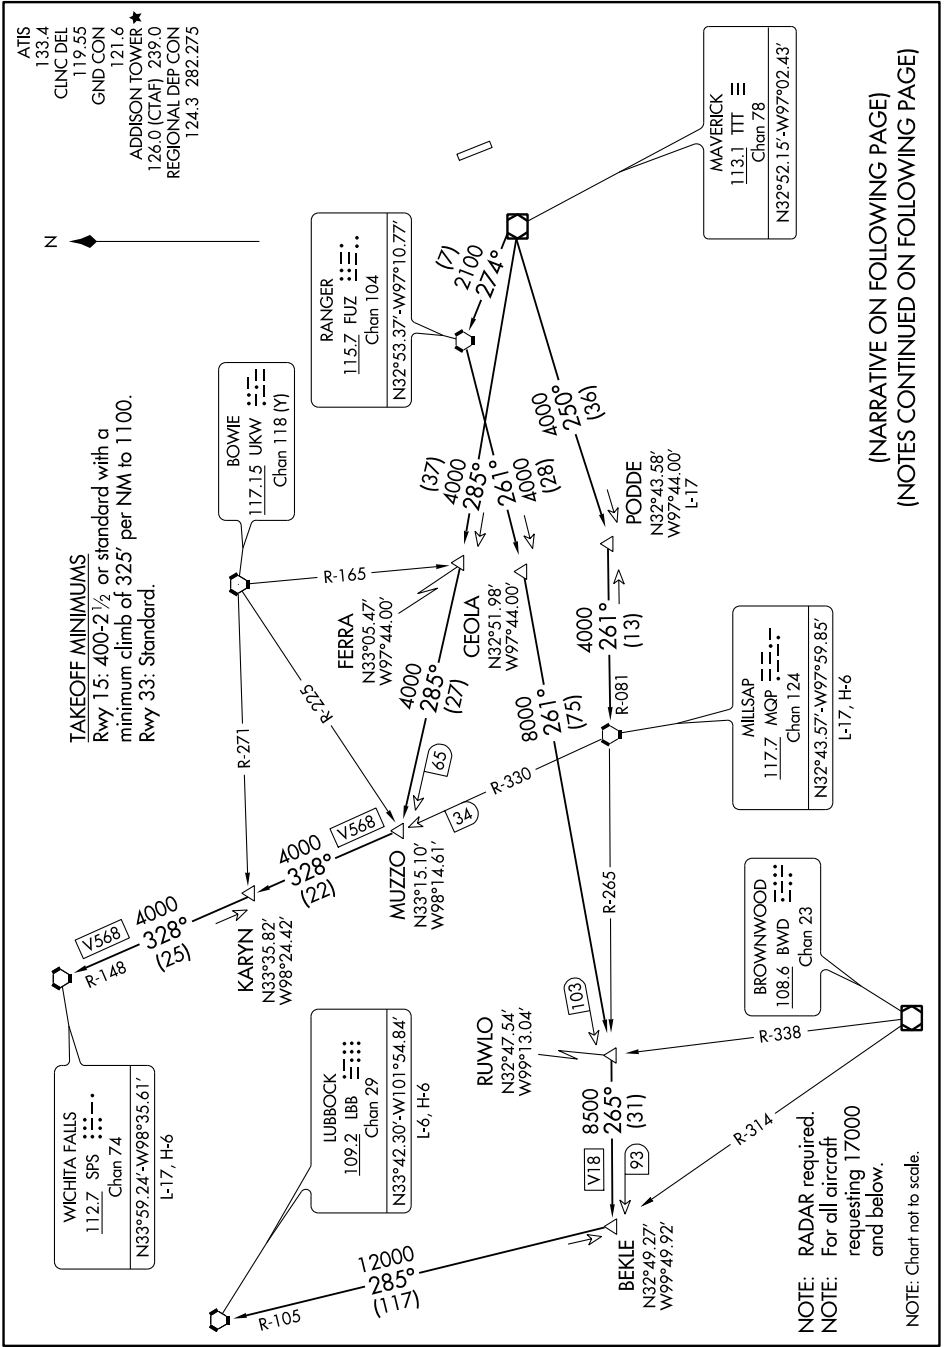 ATIS
133.4
CLNC DEL
119.55
GND CON
121.6
ADDISON TOWER ★
126.0 (CTAF) 239.0
REGIONAL DEP CON
124.3 282.275
N
TAKEOFF MINIMUMS
Rwy 15: 400-2½ or standard with a
minimum climb of 325' per NM to 1100.
Rwy 33: Standard.
WICHITA FALLS
112.7 SPS
Chan 74
N33°59.24'-W98°35.61'
L-17, H-6
R-148
V568
4000
328°
(25)
KARYN
N33°35.82'
W98°24.42'
R-271
4000
328°
(22)
V568
BOWIE
117.15 UKW
Chan 118 (Y)
R-165
R-225
RANGER
115.7 FUZ
Chan 104
N32°53.37'-W97°10.77'
(7)
2100
274°
MAVERICK
113.1 TTT
Chan 78
N32°52.15'-W97°02.43'
LUBBOCK
109.2 LBB
Chan 29
N33°42.30'-W101°54.84'
L-6, H-6
MUZZO
N33°15.10'
W98°14.61'
65
34
4000
285°
(27)
FERRA
N33°05.47'
W97°44.00'
(37)
4000
285°
261°
4000
(28)
CEOLA
N32°51.98'
W97°44.00'
8000
261°
(75)
R-330
4000
250°
(36)
PODDE
N32°43.58'
W97°44.00'
L-17
4000
261°
(13)
R-081
MILLSAP
117.7 MQP
Chan 124
N32°43.57'-W97°59.85'
L-17, H-6
R-265
RUWLO
N32°47.54'
W99°13.04'
103
8500
265°
(31)
V18
93
BEKLE
N32°49.27'
W99°49.92'
R-105
12000
285°
(117)
BROWNWOOD
108.6 BWD
Chan 23
R-338
R-314
NOTE: RADAR required.
NOTE: For all aircraft
requesting 17000
and below.
NOTE: Chart not to scale.
(NARRATIVE ON FOLLOWING PAGE)
(NOTES CONTINUED ON FOLLOWING PAGE)